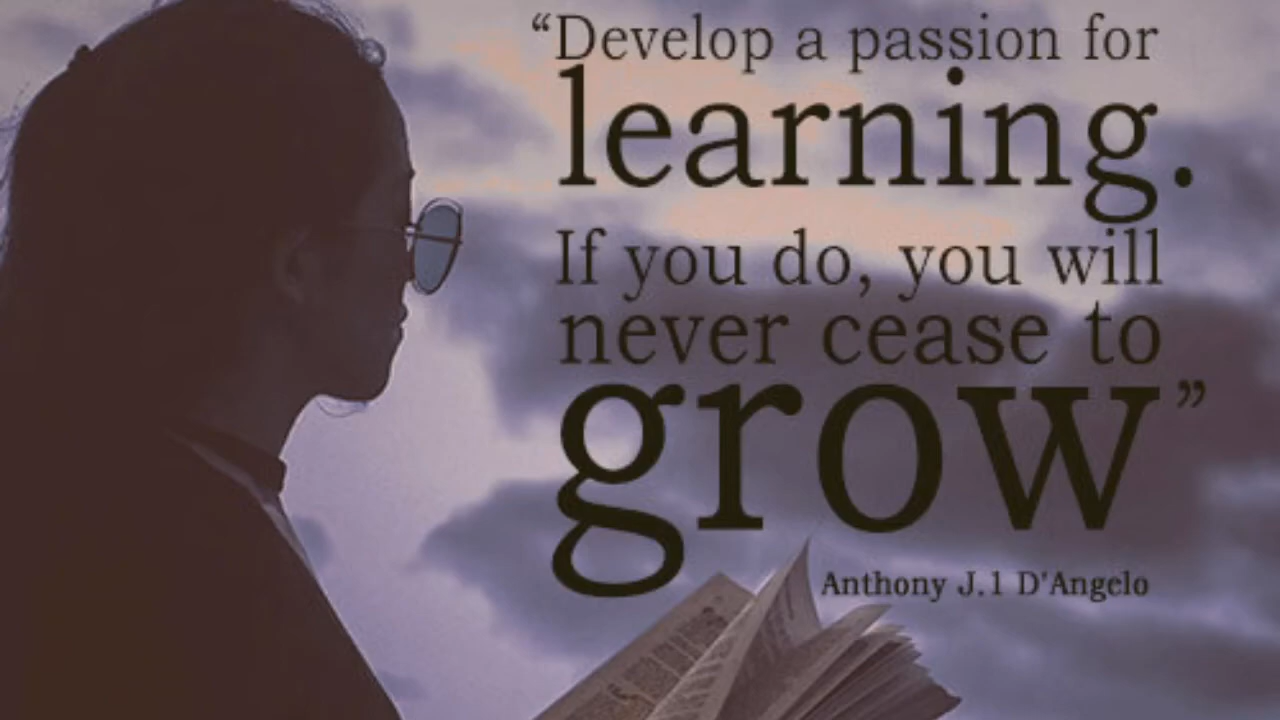 “Develop a passion for
learning.
If you do, you will
never cease to
grow”
Anthony J.1 D'Angelo